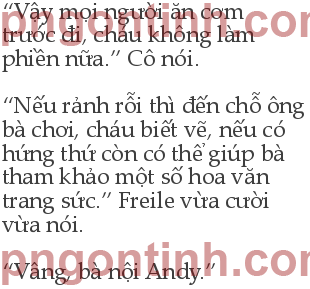 “Vậy mọi người ăn cơm
pngontinh.com
trước đi, cháu không làm
phiền nữa.” Cô nói.
“Nếu rảnh rỗi thì đến chỗ ông
bà chơi, cháu biết vẽ, nếu có
hứng thú còn có thể giúp bà
tham khảo một số hoa văn
trang sức.” Freile vừa cười
vừa nói.
pngontinh.com
“Vâng, bà nội Andy.”